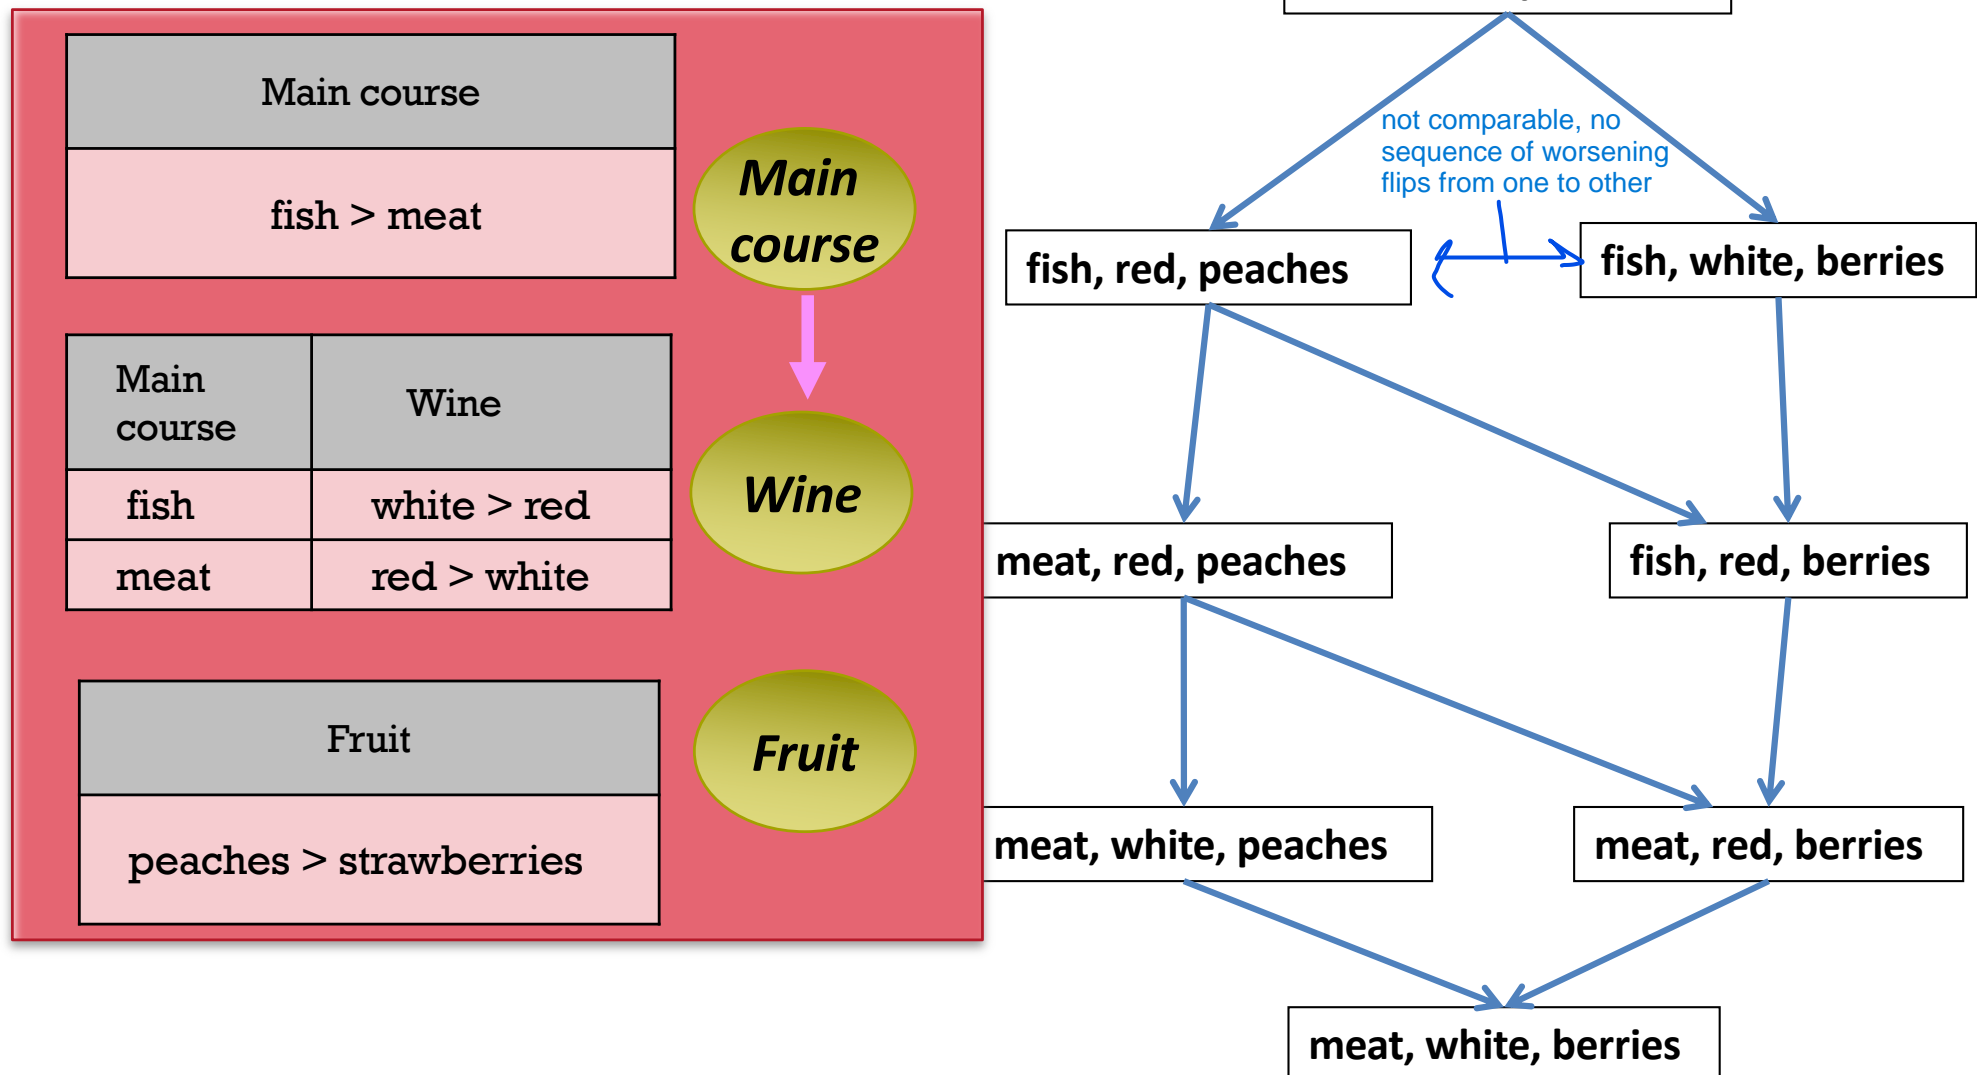 Main course
fish > meat
Main
course
Main
course
Wine
fish
white > red
meat
red > white
Wine
Fruit
peaches > strawberries
Fruit
not comparable, no
sequence of worsening
flips from one to other
fish, red, peaches
fish, white, berries
meat, red, peaches
fish, red, berries
meat, white, peaches
meat, red, berries
meat, white, berries